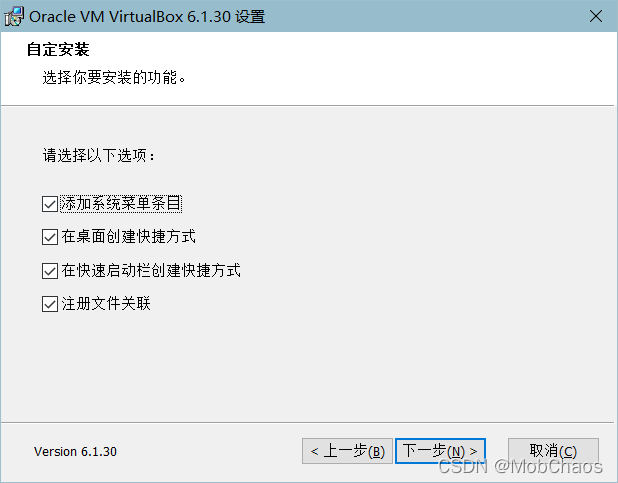 Oracle VM VirtualBox 6.1.30 设置
自定安装
选择你要安装的功能。
请选择以下选项：
添加系统菜单条目
在桌面创建快捷方式
在快速启动栏创建快捷方式
注册文件关联
Version 6.1.30
< 上一步(B)
下一步(N) >
取消(C)
CSDN @MobChaos